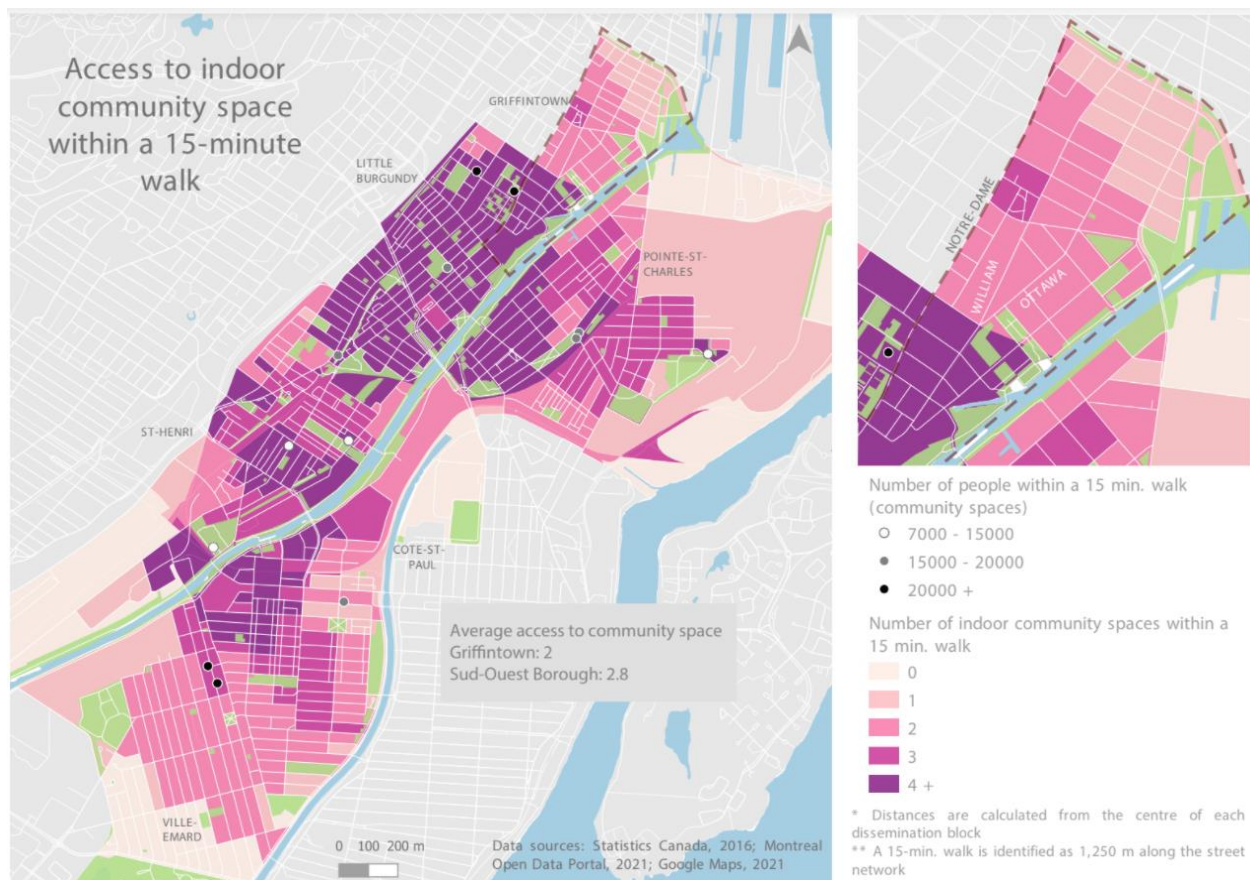 Access to indoor
community space
within a 15-minute
walk
GRIFFINTOWN
LITTLE
BURGUNDY
POINTE-ST-
CHARLES
ST-HENRI
COTE-ST-
PAUL
Average access to community space
Griffintown: 2
Sud-Ouest Borough: 2.8
VILLE-
EMARD
0 100 200 m
Data sources: Statistics Canada, 2016; Montreal
Open Data Portal, 2021; Google Maps, 2021
NOTRE-DAME
WILLIAM
OTTAWA
Number of people within a 15 min. walk
(community spaces)
7000 - 15000
15000 - 20000
20000 +
Number of indoor community spaces within a
15 min. walk
0
1
2
3
4 +
* Distances are calculated from the centre of each
dissemination block
** A 15-min. walk is identified as 1,250 m along the street
network